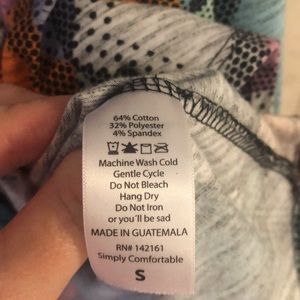 64% Cotton
32% Polyester
4% Spandex
Machine Wash Cold
Gentle Cycle
Do Not Bleach
Hang Dry
Do Not Iron
or you'll be sad
MADE IN GUATEMALA
RN# 142161
Simply Comfortable
S